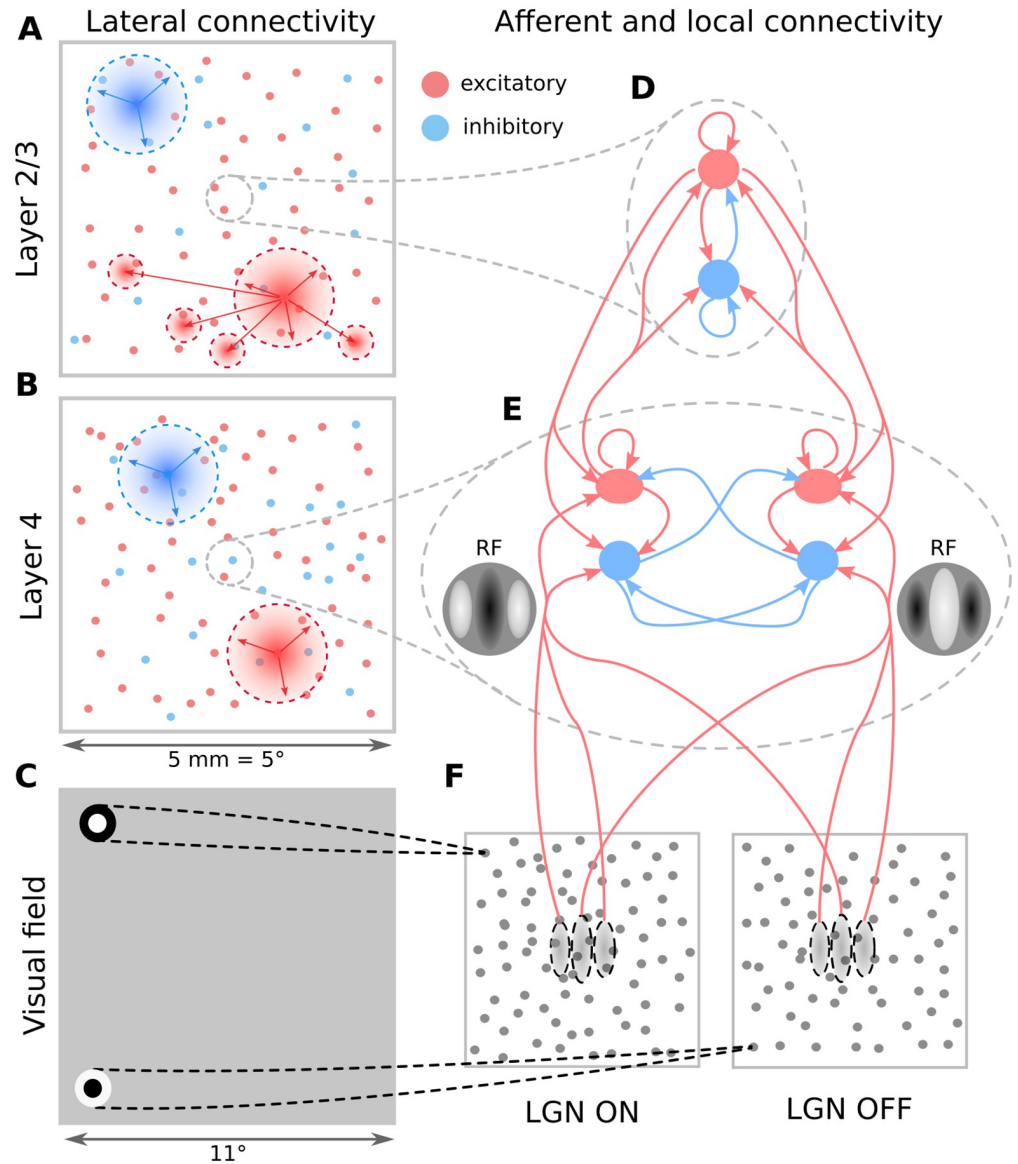 A
Lateral connectivity
Afferent and local connectivity
excitatory
inhibitory
D
Layer 2/3
B
E
Layer 4
RF
RF
5 mm = 5°
C
F
Visual field
LGN ON
LGN OFF
11°